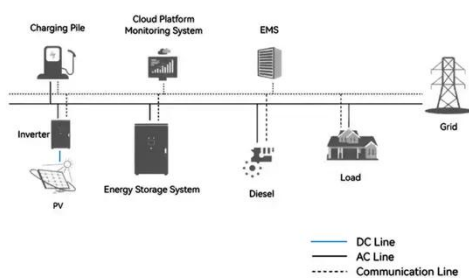 Charging Pile
Cloud Platform
Monitoring System
EMS
Grid
Inverter
PV
Energy Storage System
Diesel
Load
DC Line
AC Line
Communication Line